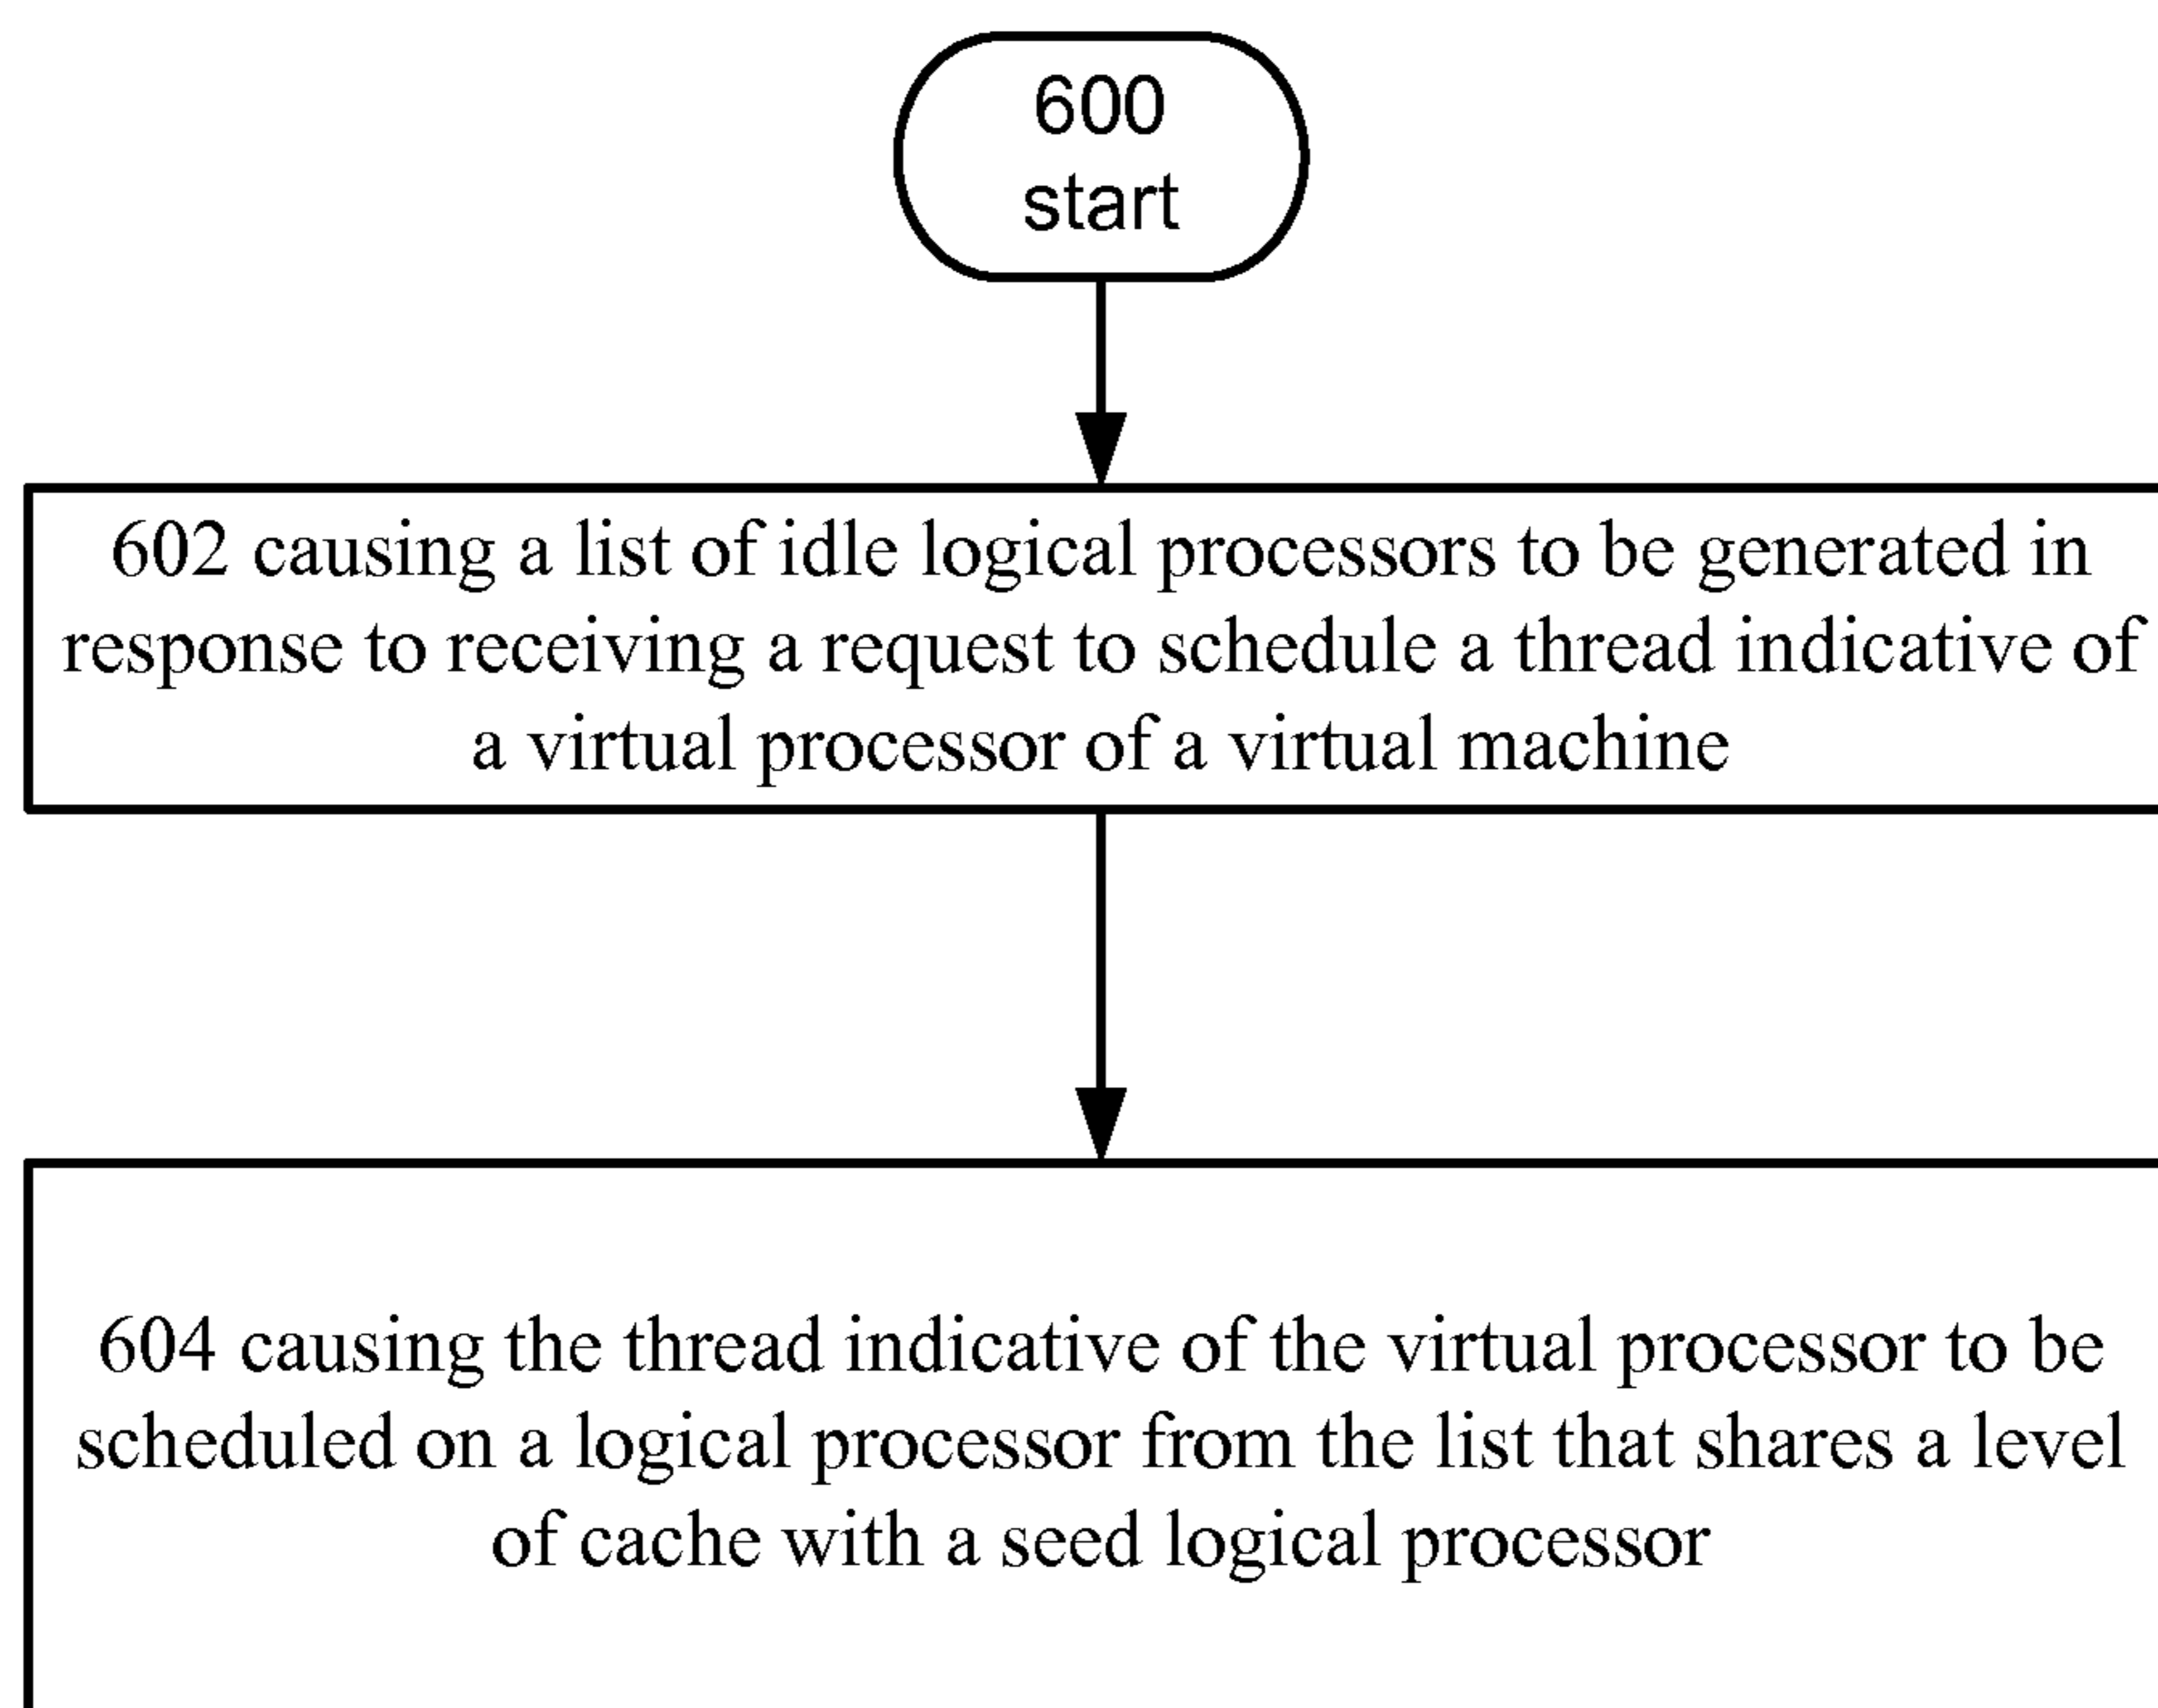 600
start
602 causing a list of idle logical processors to be generated in
response to receiving a request to schedule a thread indicative of
a virtual processor of a virtual machine
604 causing the thread indicative of the virtual processor to be
scheduled on a logical processor from the list that shares a level
of cache with a seed logical processor